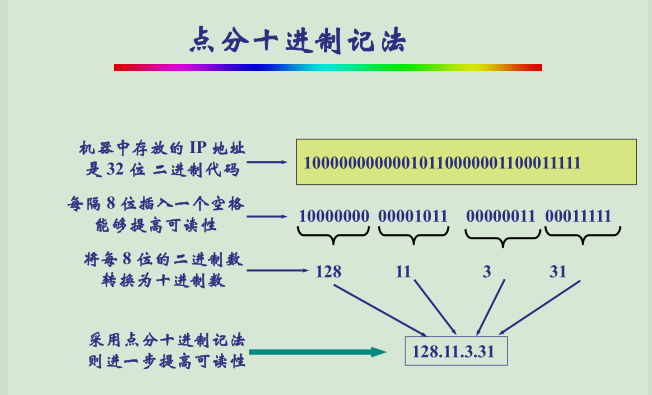 点分十进制记法
机器中存放的 IP 地址
是 32 位 二进制代码
10000000000010110000001100011111
每隔 8 位插入一个空格
能够提高可读性
10000000 00001011 00000011 00011111
将每 8 位的二进制数
转换为十进制数
128 11 3 31
采用点分十进制记法
则进一步提高可读性
128.11.3.31